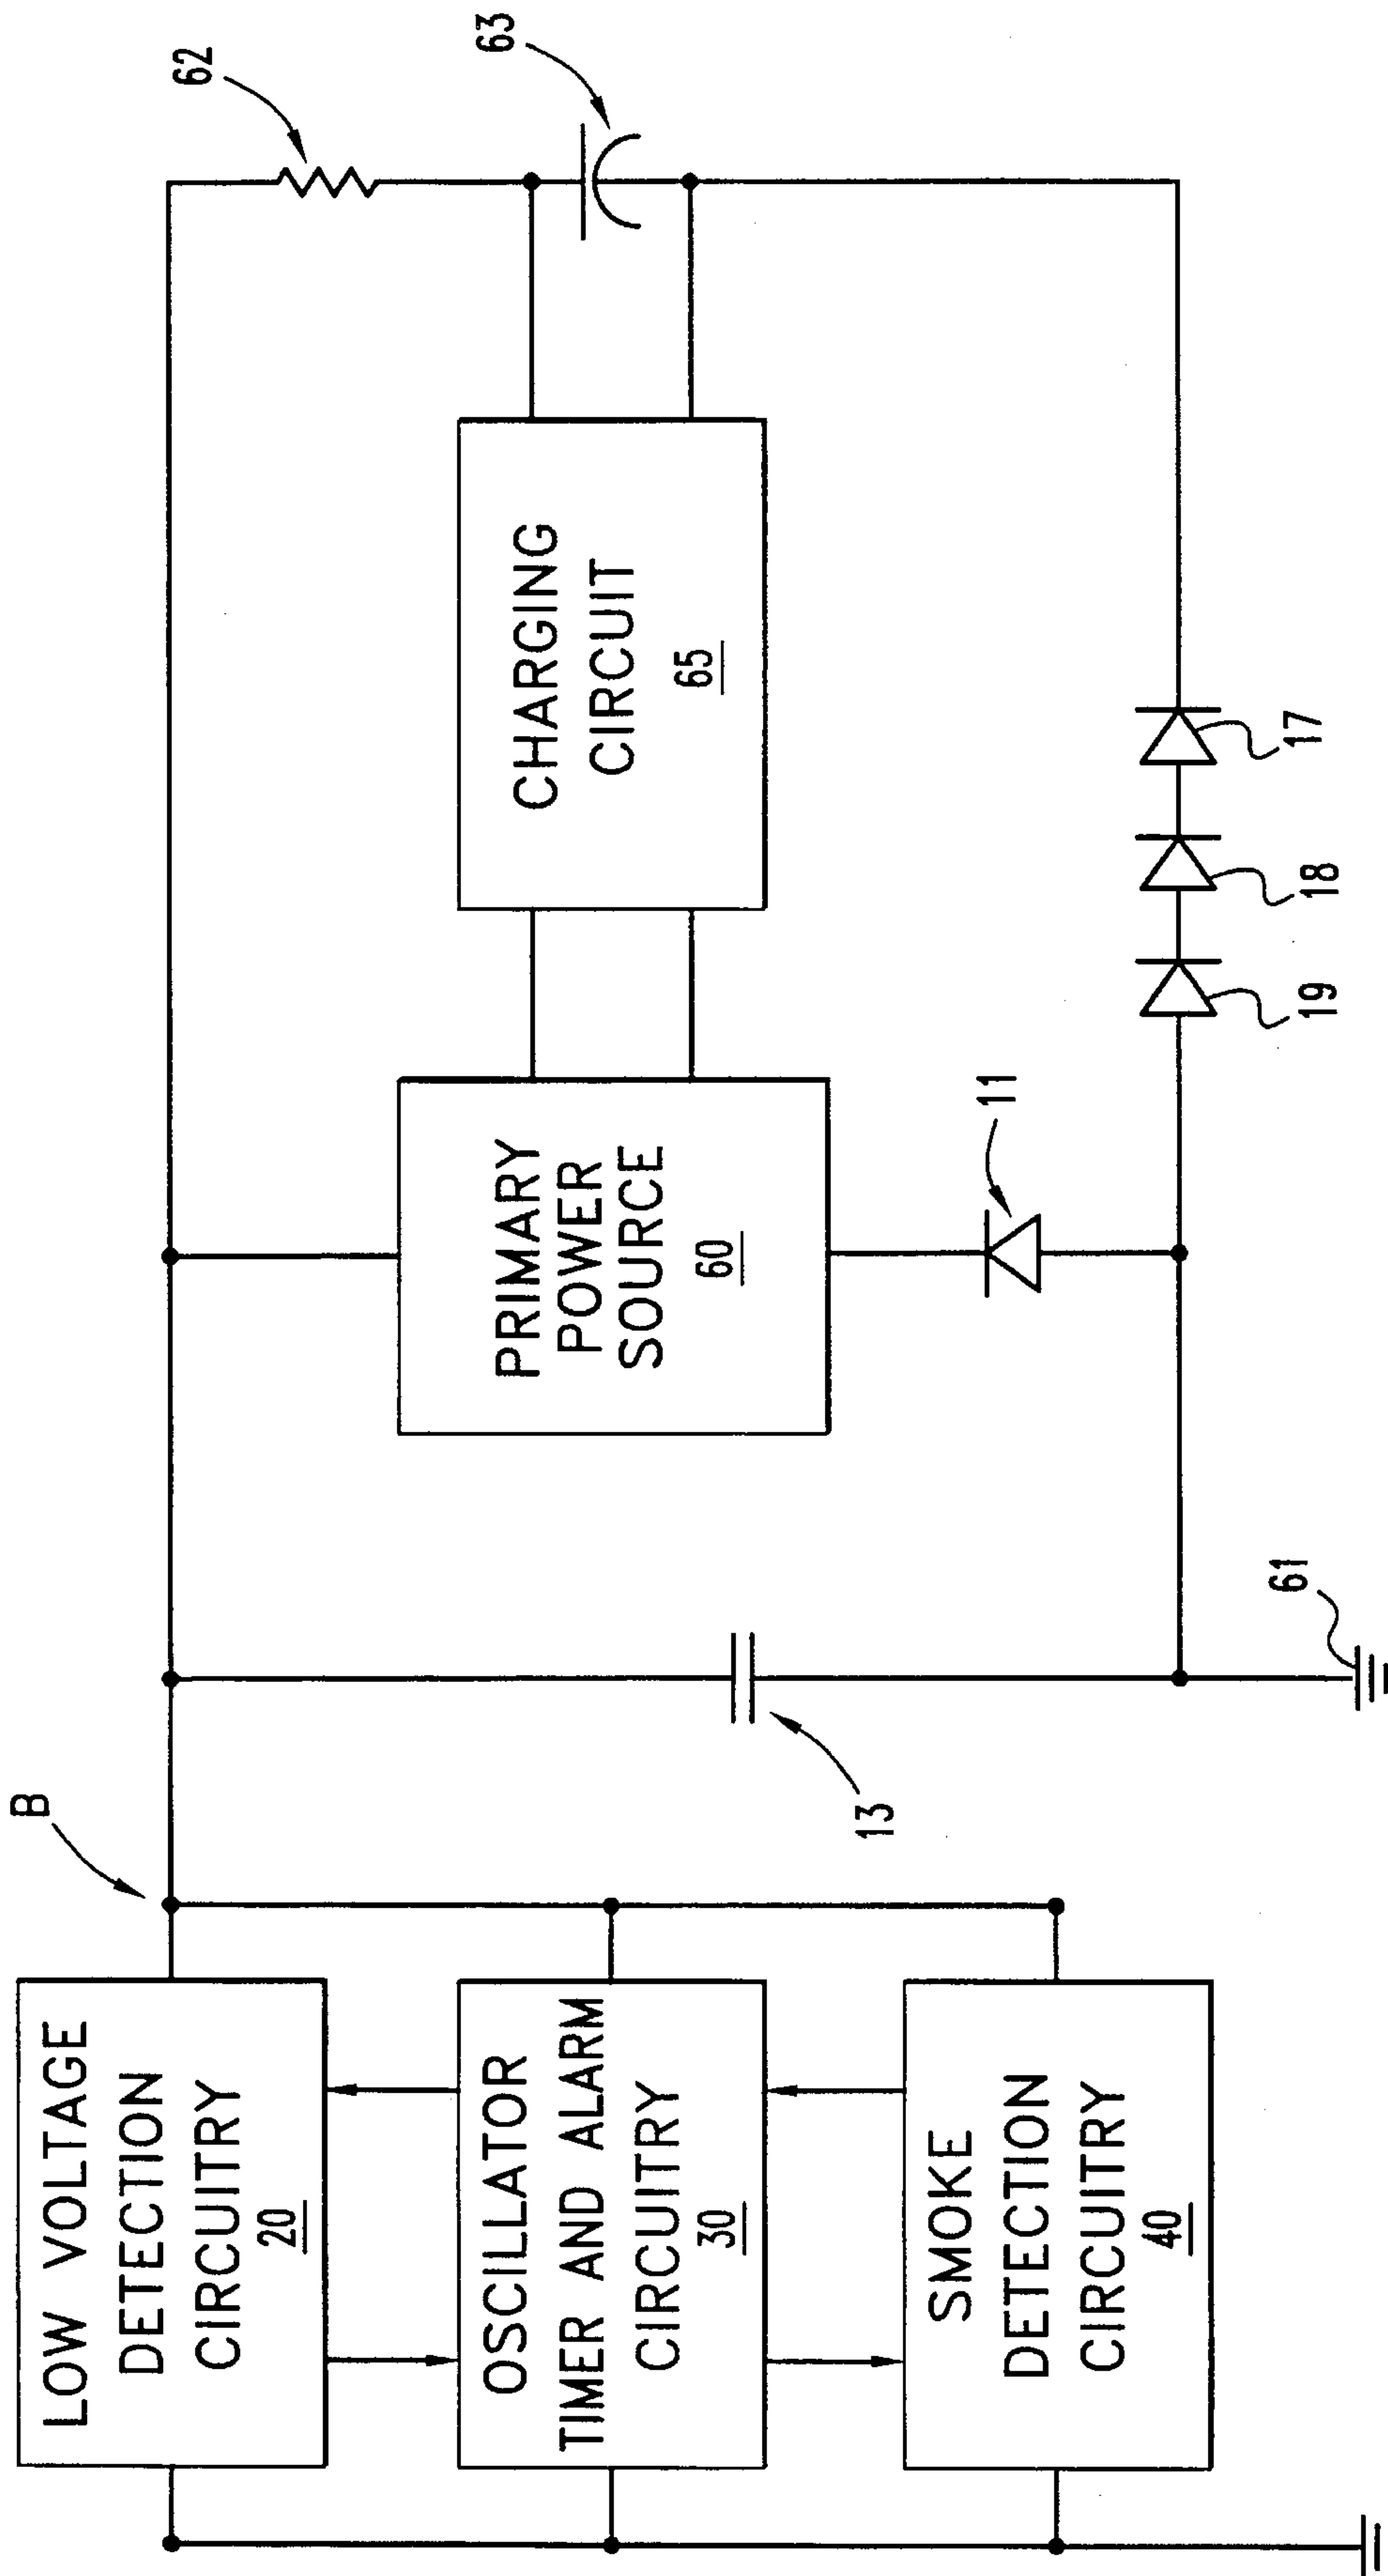 B
LOW VOLTAGE
DETECTION
CIRCUITRY
20
OSCILLATOR
TIMER AND ALARM
CIRCUITRY
30
SMOKE
DETECTION
CIRCUITRY
40
13
61
PRIMARY
POWER
SOURCE
60
11
CHARGING
CIRCUIT
65
62
63
19
18
17